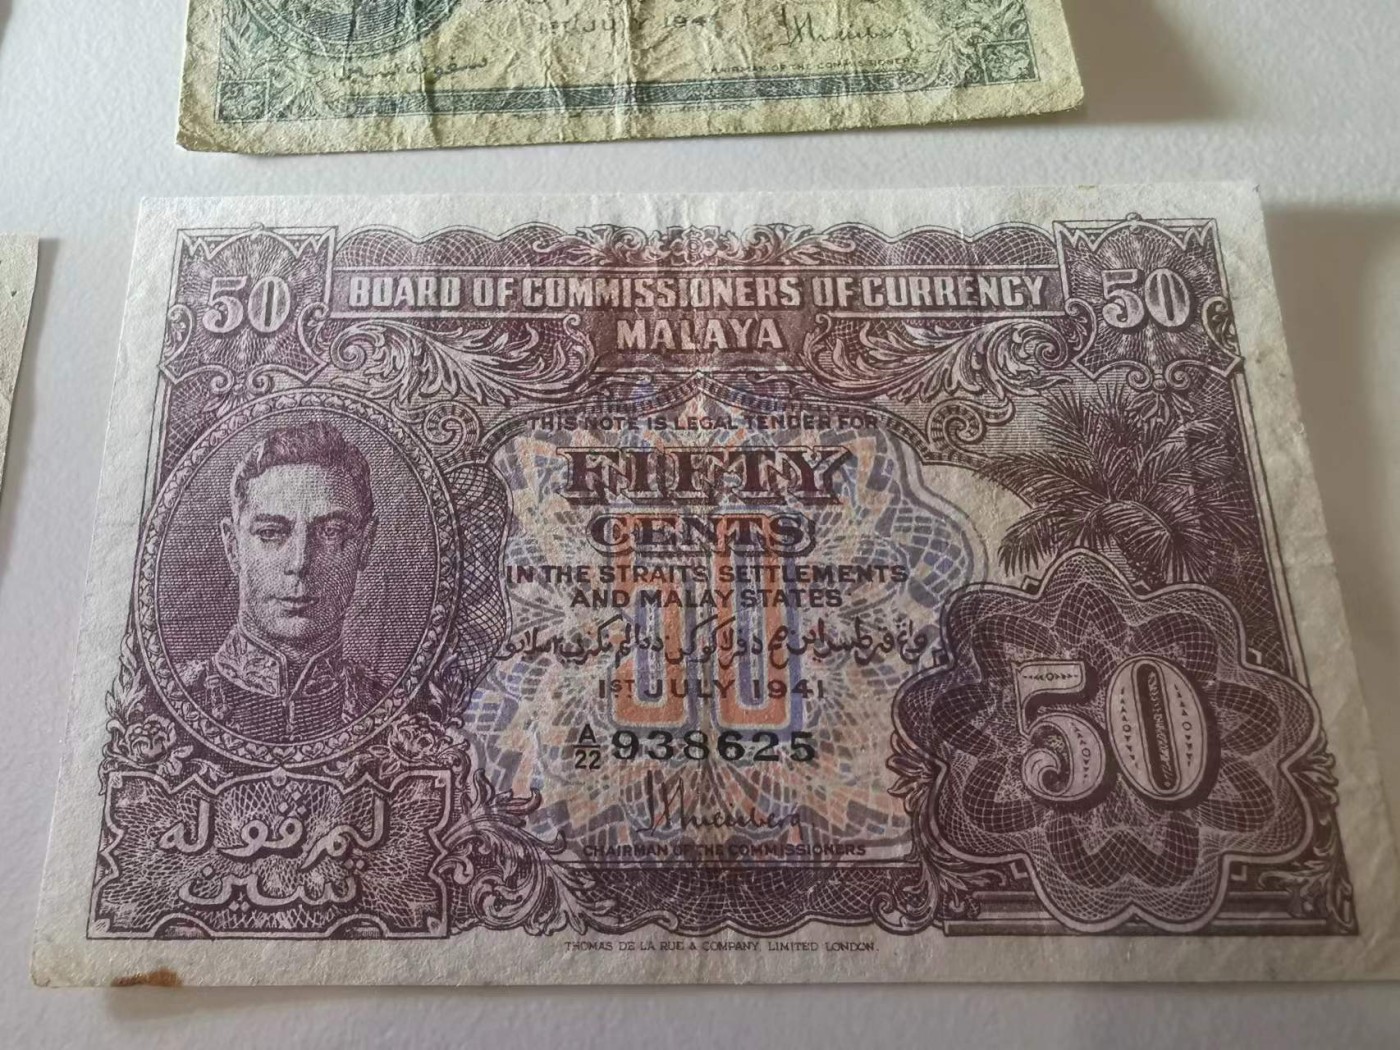 1ST JULY 194
CHAIRMAN OF THE COMMISSIONERS
50
BOARD OF COMMISSIONERS OF CURRENCY
50
MALAYA
THIS NOTE IS LEGAL TENDER FOR
FIFTY
CENTS
IN THE STRAITS SETTLEMENTS
AND MALAY STATES
1ST JULY 1941
A/22 938625
50
CHAIRMAN OF THE COMMISSIONERS
ليم ڤوله
سين
THOMAS DE LA RUE & COMPANY, LIMITED LONDON.